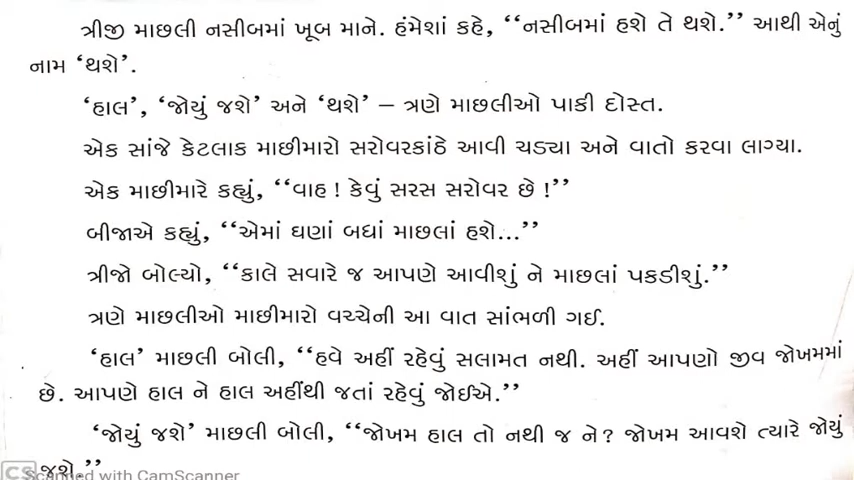 ત્રીજી માછલી નસીબમાં ખૂબ માને. હંમેશાં કહે, “નસીબમાં હશે તે થશે.” આથી એનું
નામ ‘થશે’.
‘હાલ’, ‘જોયું જશે’ અને ‘થશે’ – ત્રણે માછલીઓ પાકી દોસ્ત.
એક સાંજે કેટલાક માછીમારો સરોવરકાંઠે આવી ચડ્યા અને વાતો કરવા લાગ્યા.
એક માછીમારે કહ્યું, “વાહ ! કેવું સરસ સરોવર છે !”
બીજાએ કહ્યું, “એમાં ઘણાં બધાં માછલાં હશે...”
ત્રીજો બોલ્યો, “કાલે સવારે જ આપણે આવીશું ને માછલાં પકડીશું.”
ત્રણે માછલીઓ માછીમારો વચ્ચેની આ વાત સાંભળી ગઈ.
‘હાલ’ માછલી બોલી, “હવે અહીં રહેવું સલામત નથી. અહીં આપણો જીવ જોખમમાં
છે. આપણે હાલ ને હાલ અહીંથી જતાં રહેવું જોઈએ.”
‘જોયું જશે’ માછલી બોલી, “જોખમ હાલ તો નથી જ ને? જોખમ આવશે ત્યારે જોયું
જશે.”
CS Scanned with CamScanner